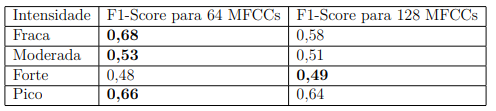 Intensidade F1-Score para 64 MFCCs F1-Score para 128 MFCCs
Fraca 0,68 0,58
Moderada 0,53 0,51
Forte 0,48 0,49
Pico 0,66 0,64